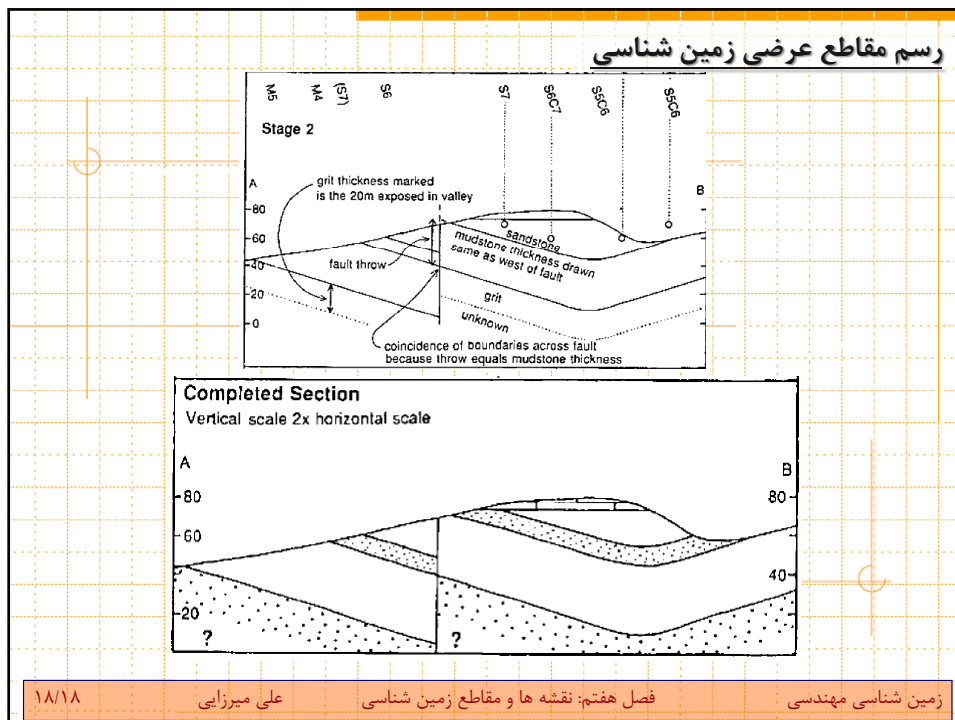 رسم مقاطع عرضی زمین شناسی
M5 M4 (S7) S6 S7 S6C7 S5C6 S5C6
Stage 2
grit thickness marked
is the 20m exposed in valley
A
B
80
60
40
20
0
fault throw
sandstone
mudstone thickness drawn
same as west of fault
grit
unknown
coincidence of boundaries across fault
because throw equals mudstone thickness
Completed Section
Vertical scale 2x horizontal scale
A
B
80
80
60
40
20
?
?
زمین شناسی مهندسی فصل هفتم: نقشه ها و مقاطع زمین شناسی علی میرزایی ۱۸/۱۸